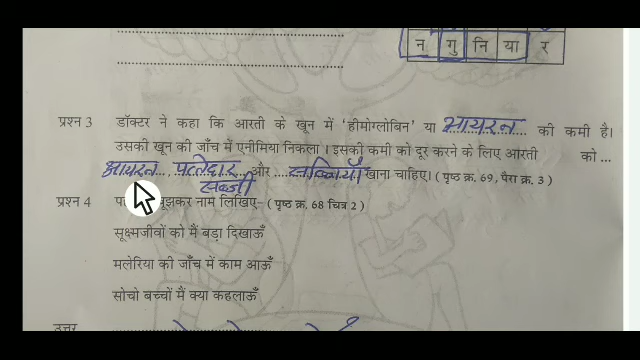 न गु नि या र
प्रश्न 3 डॉक्टर ने कहा कि आरती के खून में 'हीमोग्लोबिन' या आयरन की कमी है।
उसकी खून की जाँच में एनीमिया निकला। इसकी कमी को दूर करने के लिए आरती को ...
आयरन, पत्तेदार सब्जी और सब्जियाँ खाना चाहिए। ( पृष्ठ क्र. 69, पैरा क्र. 3 )
प्रश्न 4 बूझकर नाम लिखिए- ( पृष्ठ क्र. 68 चित्र 2 )
सूक्ष्मजीवों को मैं बड़ा दिखाऊँ
मलेरिया की जाँच में काम आऊँ
सोचो बच्चों मैं क्या कहलाऊँ
उत्तर